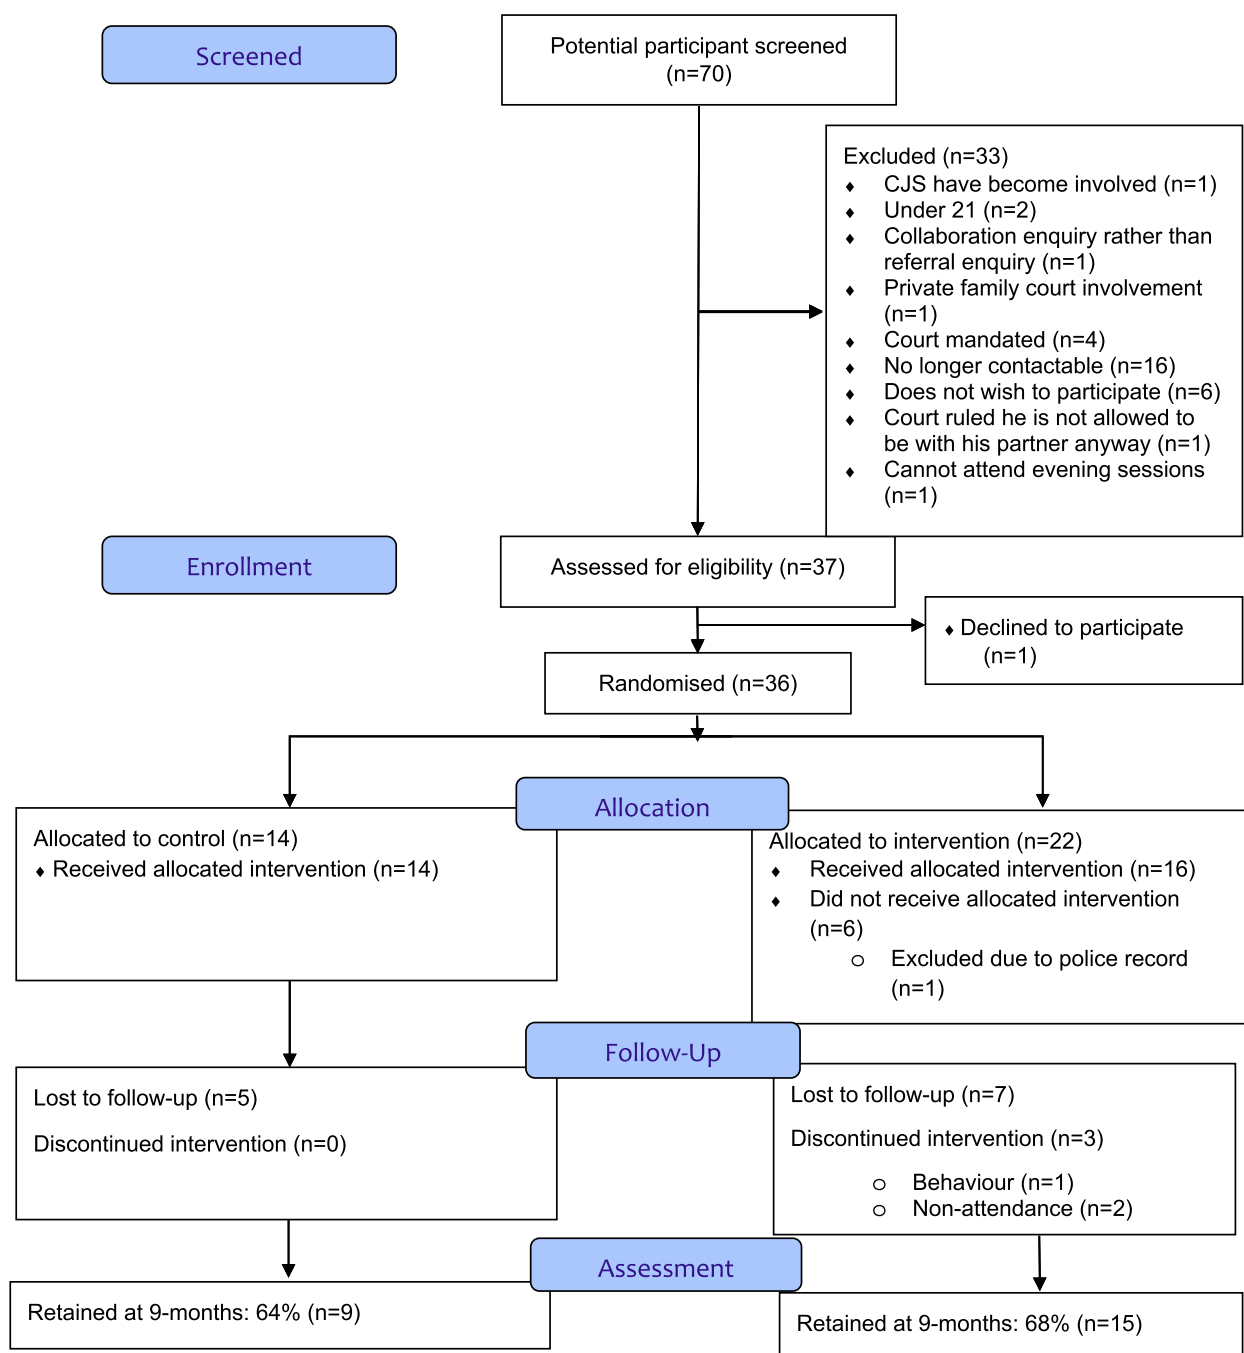 Screened
Potential participant screened
(n=70)
Excluded (n=33)
♦ CJS have become involved (n=1)
♦ Under 21 (n=2)
♦ Collaboration enquiry rather than
referral enquiry (n=1)
♦ Private family court involvement
(n=1)
♦ Court mandated (n=4)
♦ No longer contactable (n=16)
♦ Does not wish to participate (n=6)
♦ Court ruled he is not allowed to
be with his partner anyway (n=1)
♦ Cannot attend evening sessions
(n=1)
Enrollment
Assessed for eligibility (n=37)
♦ Declined to participate
(n=1)
Randomised (n=36)
Allocation
Allocated to control (n=14)
♦ Received allocated intervention (n=14)
Allocated to intervention (n=22)
♦ Received allocated intervention (n=16)
♦ Did not receive allocated intervention
(n=6)
o Excluded due to police record
(n=1)
Follow-Up
Lost to follow-up (n=5)
Discontinued intervention (n=0)
Lost to follow-up (n=7)
Discontinued intervention (n=3)
o Behaviour (n=1)
o Non-attendance (n=2)
Assessment
Retained at 9-months: 64% (n=9)
Retained at 9-months: 68% (n=15)